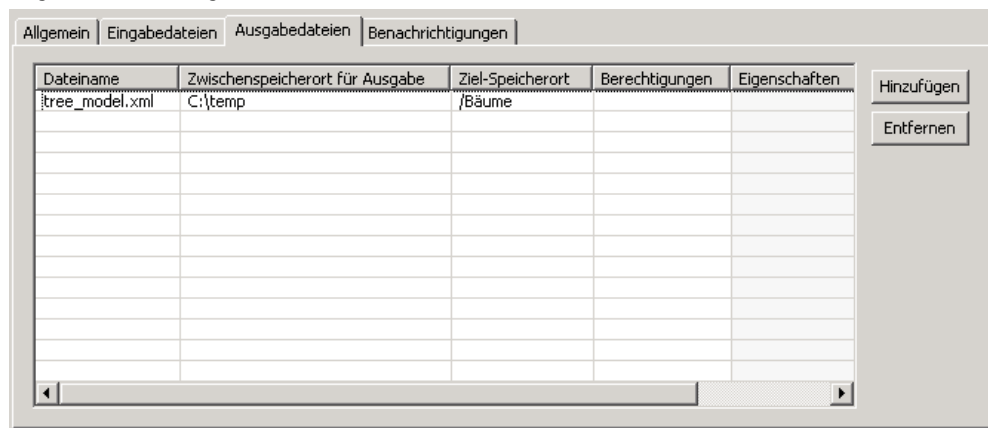 Allgemein Eingabedateien Ausgabedateien Benachrichtigungen
Dateiname Zwischenspeicherort für Ausgabe Ziel-Speicherort Berechtigungen Eigenschaften
Hinzufügen
tree_model.xml C:\temp /Bäume
Entfernen